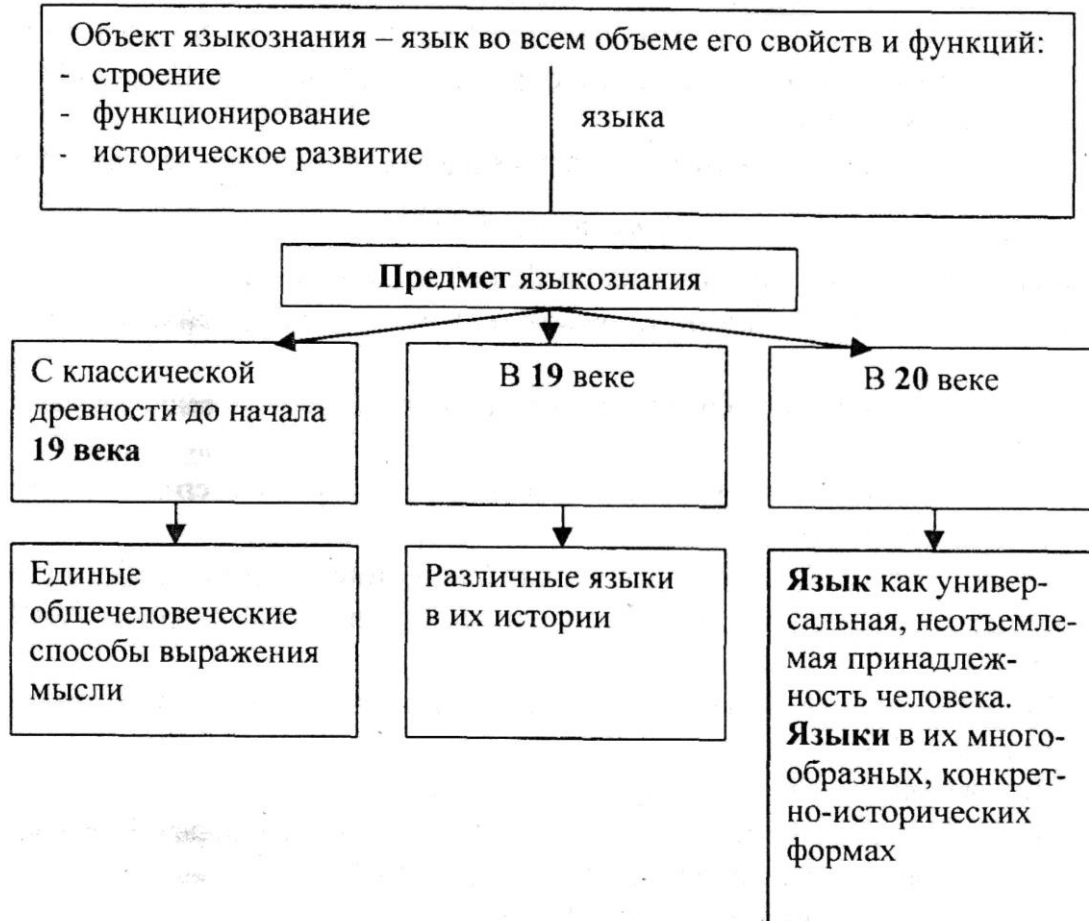 Объект языкознания – язык во всем объеме его свойств и функций:
- строение
- функционирование
- историческое развитие
языка
Предмет языкознания
С классической
древности до начала
19 века
В 19 веке
В 20 веке
Единые
общечеловеческие
способы выражения
мысли
Различные языки
в их истории
Язык как универ-
сальная, неотъемле-
мая принадлеж-
ность человека.
Языки в их много-
образных, конкрет-
но-исторических
формах